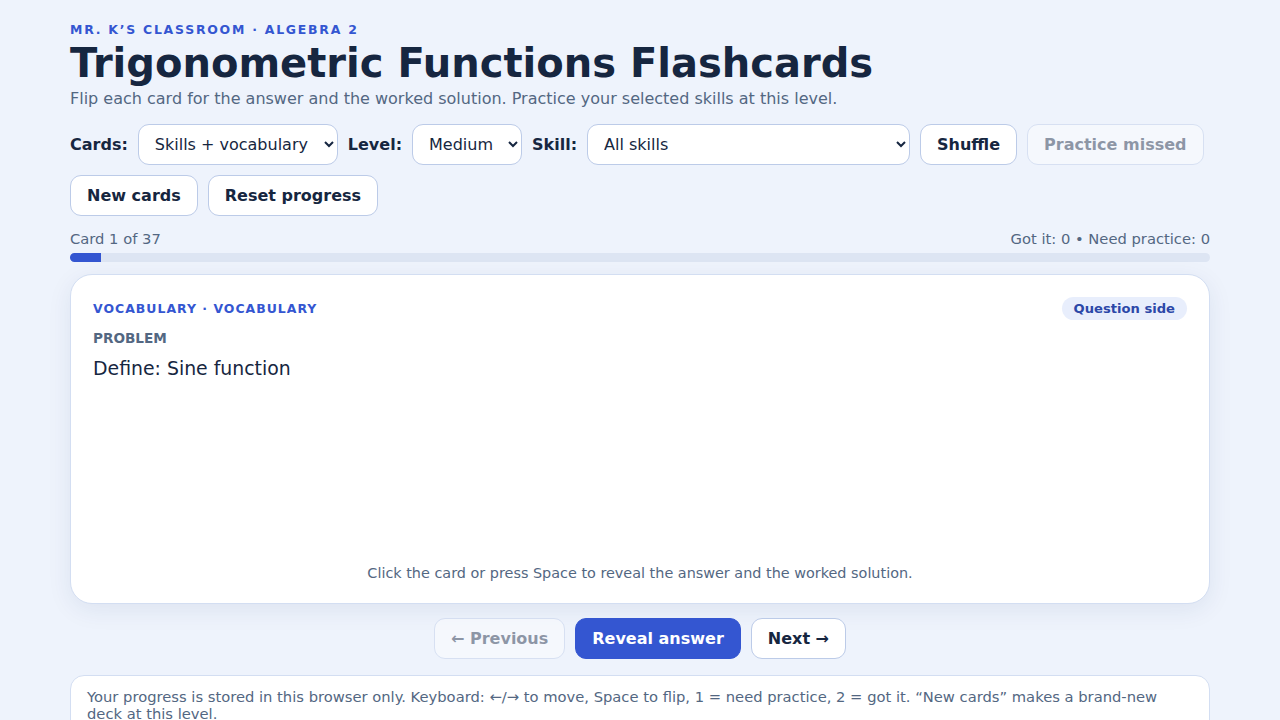 MR. K’S CLASSROOM · ALGEBRA 2
Trigonometric Functions Flashcards
Flip each card for the answer and the worked solution. Practice your selected skills at this level.
Cards: Skills + vocabulary Level: Medium Skill: All skills Shuffle Practice missed
New cards Reset progress
Card 1 of 37 Got it: 0 • Need practice: 0
VOCABULARY · VOCABULARY Question side
PROBLEM
Define: Sine function
Click the card or press Space to reveal the answer and the worked solution.
← Previous Reveal answer Next →
Your progress is stored in this browser only. Keyboard: ←/→ to move, Space to flip, 1 = need practice, 2 = got it. “New cards” makes a brand-new
deck at this level.